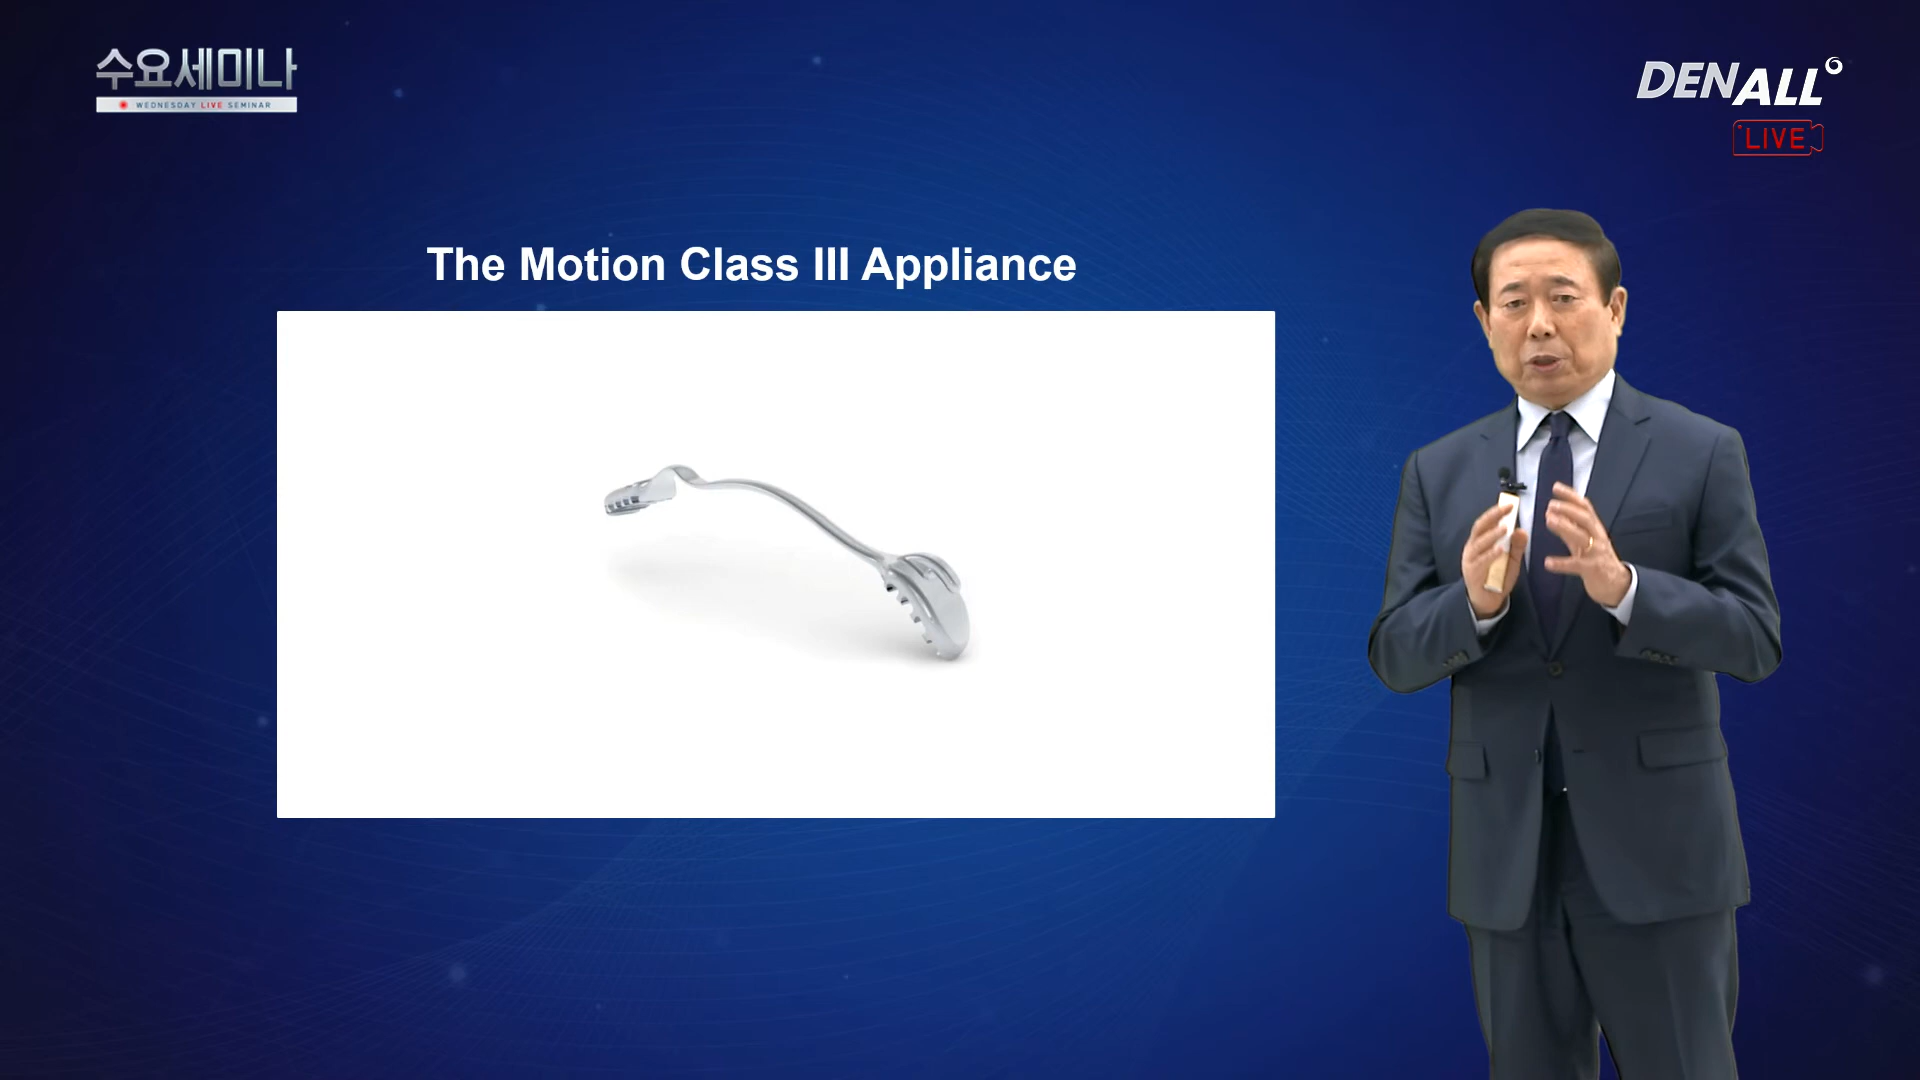 수요세미나
WEDNESDAY LIVE SEMINAR
DENALL
LIVE
The Motion Class III Appliance